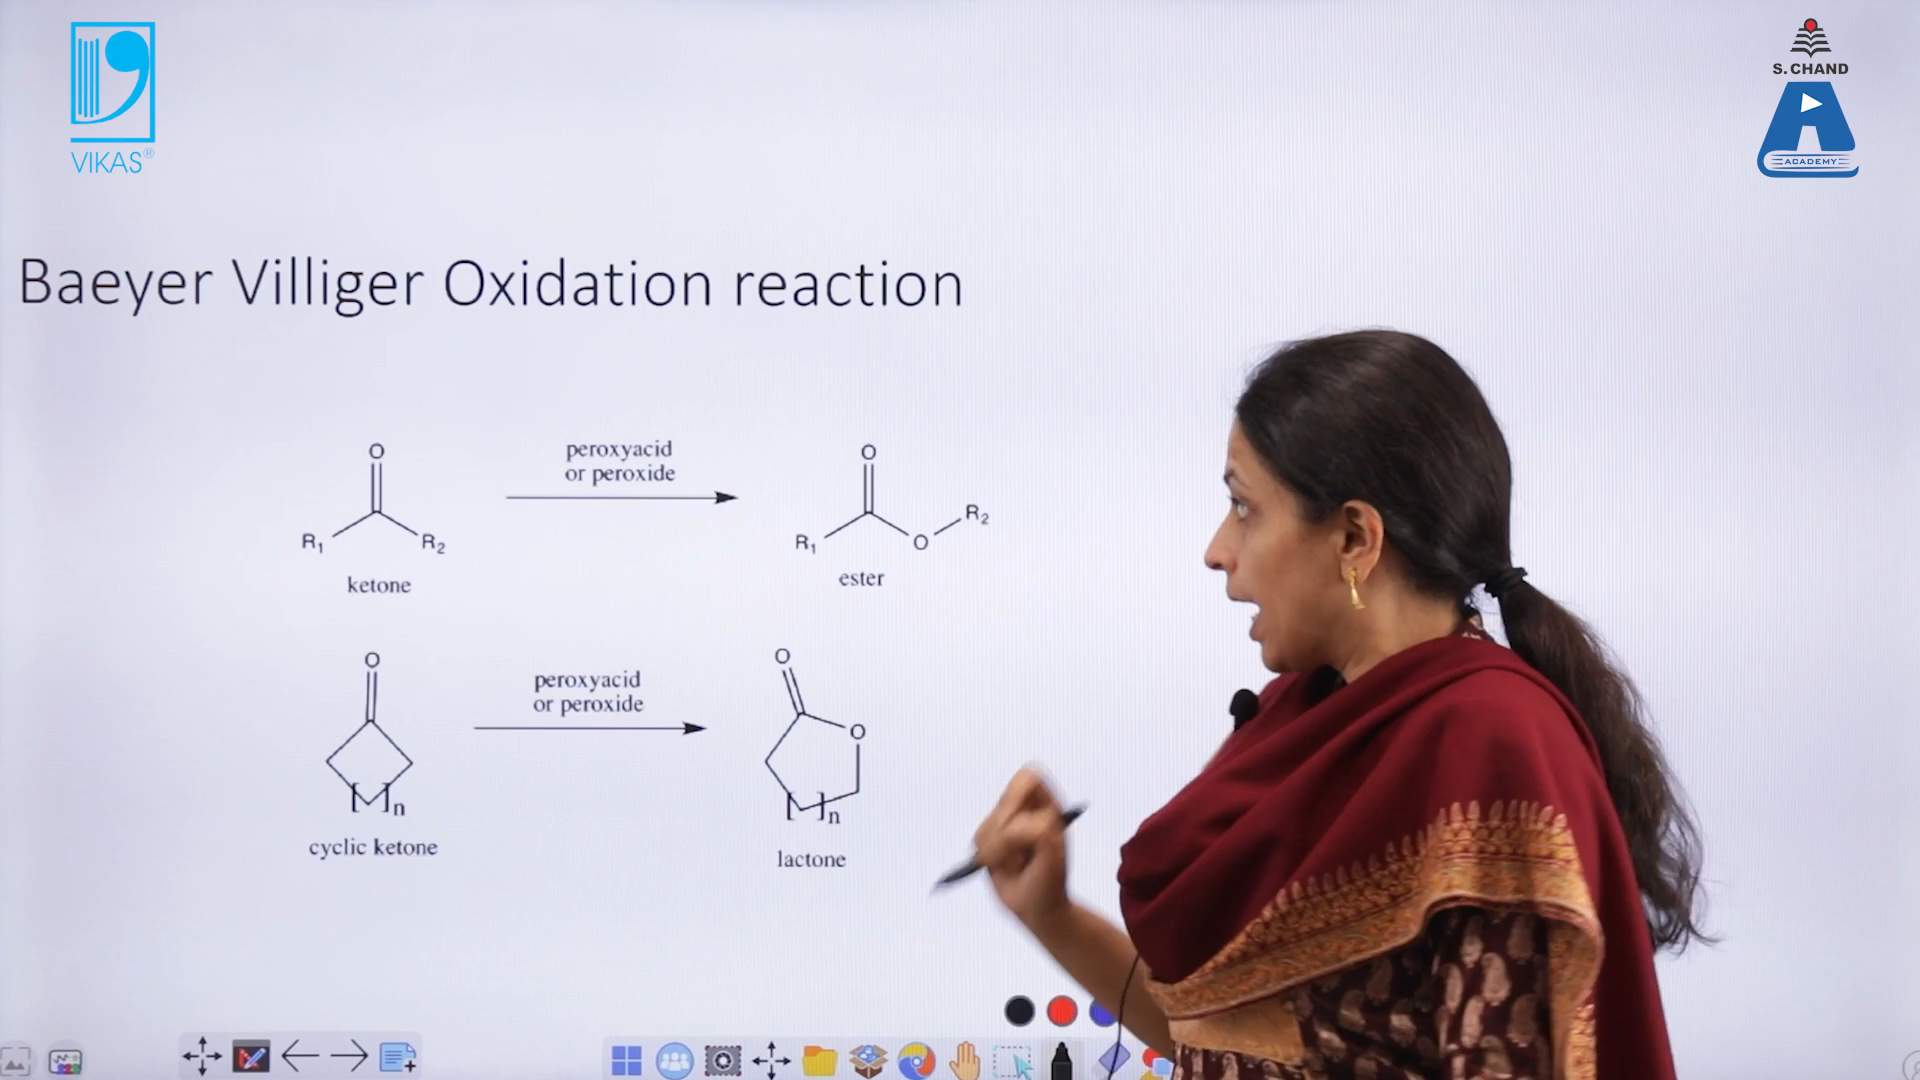 VIKAS®
S. CHAND
ACADEMY
Baeyer Villiger Oxidation reaction
O
R1
R2
ketone
peroxyacid
or peroxide
O
R1
O
R2
ester
O
n
cyclic ketone
peroxyacid
or peroxide
O
O
n
lactone